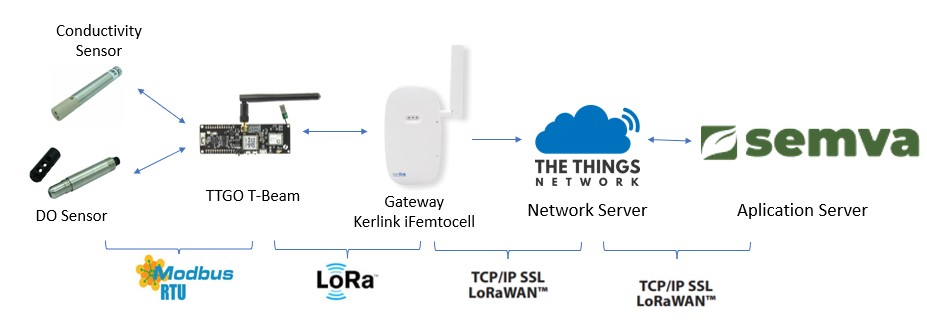 Conductivity
Sensor
DO Sensor
TTGO T-Beam
Gateway
Kerlink iFemtocell
THE THINGS
NETWORK
Network Server
semva
Aplication Server
Modbus
RTU
LoRa™
TCP/IP SSL
LoRaWAN™
TCP/IP SSL
LoRaWAN™